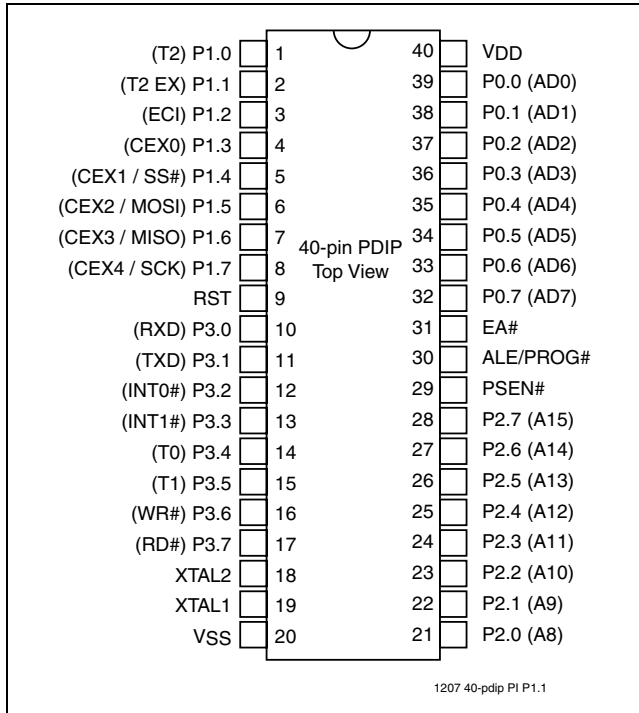 (T2) P1.0 1 40 VDD
(T2 EX) P1.1 2 39 P0.0 (AD0)
(ECI) P1.2 3 38 P0.1 (AD1)
(CEX0) P1.3 4 37 P0.2 (AD2)
(CEX1 / SS#) P1.4 5 36 P0.3 (AD3)
(CEX2 / MOSI) P1.5 6 35 P0.4 (AD4)
(CEX3 / MISO) P1.6 7 34 P0.5 (AD5)
40-pin PDIP
Top View
(CEX4 / SCK) P1.7 8 33 P0.6 (AD6)
RST 9 32 P0.7 (AD7)
(RXD) P3.0 10 31 EA#
(TXD) P3.1 11 30 ALE/PROG#
(INT0#) P3.2 12 29 PSEN#
(INT1#) P3.3 13 28 P2.7 (A15)
(T0) P3.4 14 27 P2.6 (A14)
(T1) P3.5 15 26 P2.5 (A13)
(WR#) P3.6 16 25 P2.4 (A12)
(RD#) P3.7 17 24 P2.3 (A11)
XTAL2 18 23 P2.2 (A10)
XTAL1 19 22 P2.1 (A9)
VSS 20 21 P2.0 (A8)
1207 40-pdip PI P1.1